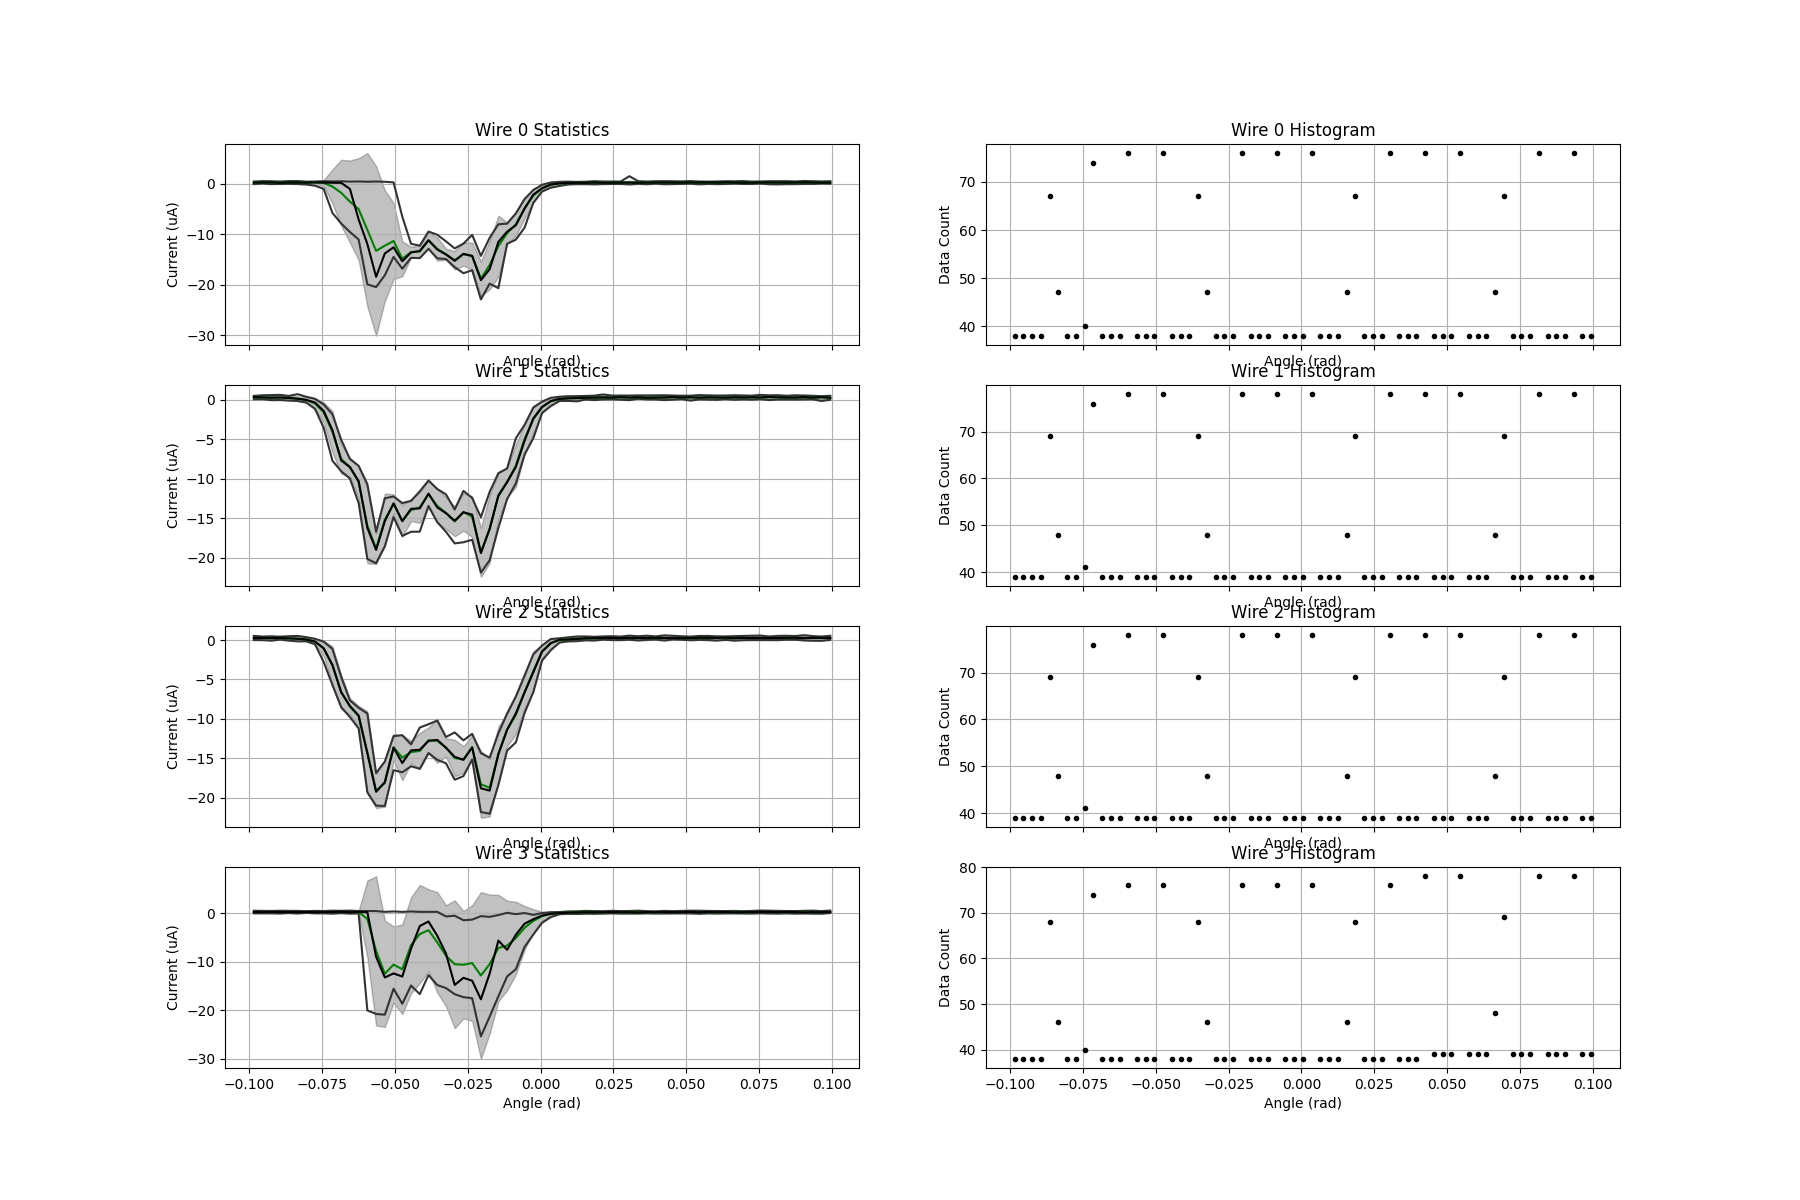 Wire 0 Statistics
Current (uA)
0
−10
−20
−30
Angle (rad)
Wire 0 Histogram
Data Count
70
60
50
40
Angle (rad)
Wire 1 Statistics
Current (uA)
0
−5
−10
−15
−20
Angle (rad)
Wire 1 Histogram
Data Count
70
60
50
40
Angle (rad)
Wire 2 Statistics
Current (uA)
0
−5
−10
−15
−20
Angle (rad)
Wire 2 Histogram
Data Count
70
60
50
40
Angle (rad)
Wire 3 Statistics
Current (uA)
0
−10
−20
−30
−0.100 −0.075 −0.050 −0.025 0.000 0.025 0.050 0.075 0.100
Angle (rad)
Wire 3 Histogram
Data Count
80
70
60
50
40
−0.100 −0.075 −0.050 −0.025 0.000 0.025 0.050 0.075 0.100
Angle (rad)